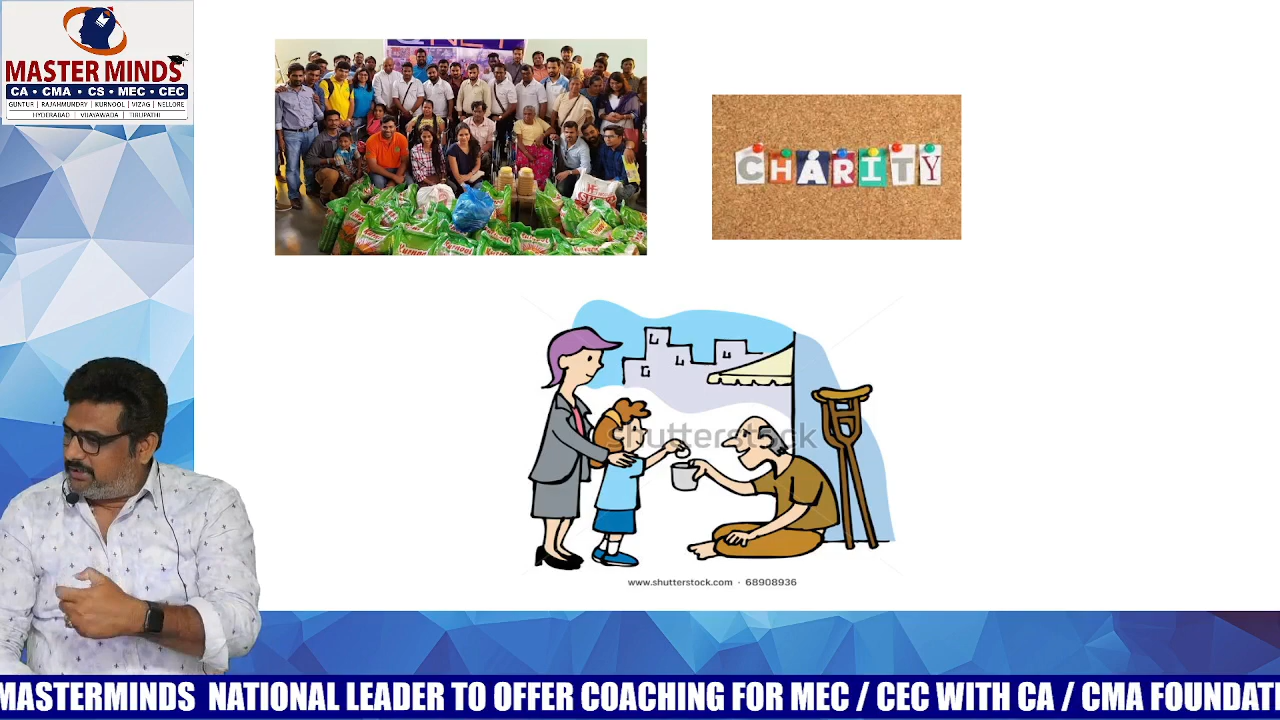 MASTER MINDS
CA • CMA • CS • MEC • CEC
GUNTUR | RAJAHMUNDRY | KURNOOL | VIZAG | NELLORE
HYDERABAD | VIJAYAWADA | TIRUPATHI
QNET
CHARITY
shutterstock
www.shutterstock.com · 68908936
MASTERMINDS NATIONAL LEADER TO OFFER COACHING FOR MEC / CEC WITH CA / CMA FOUNDATI